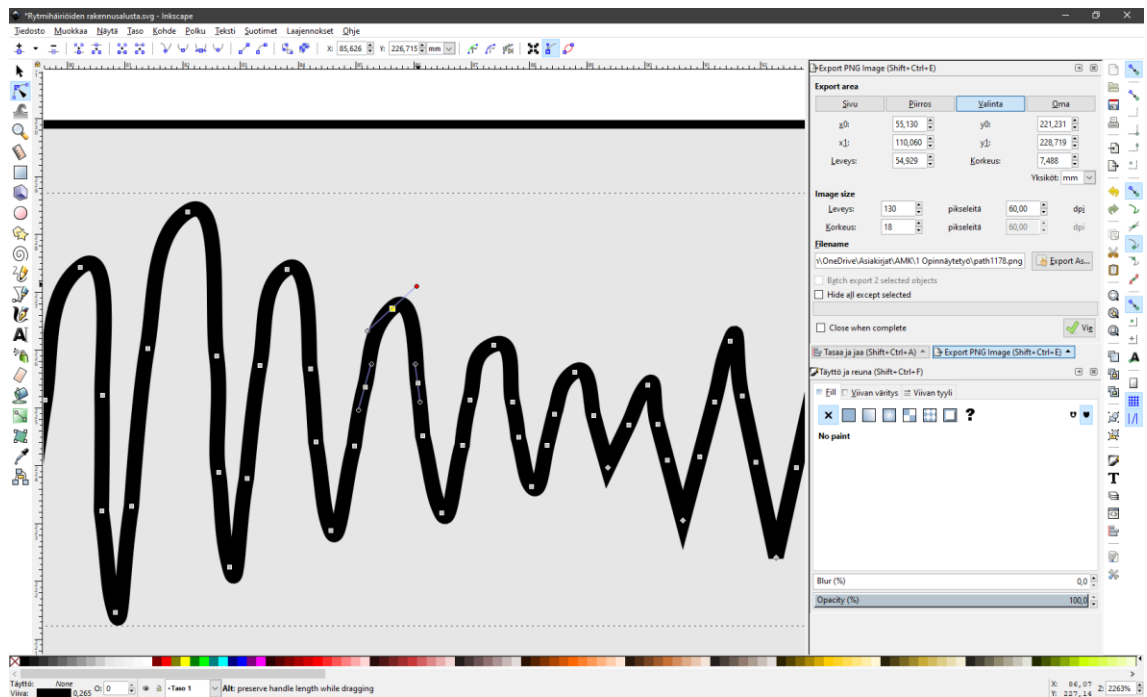 *Rytmihäiriöiden rakennusalusta.svg - Inkscape
Tiedosto Muokkaa Näytä Taso Kohde Polku Teksti Suotimet Laajennokset Ohje
X: 85,626 Y: 226,715 mm
Export PNG Image (Shift+Ctrl+E)
Export area
Sivu Piirros Valinta Oma
x0: 55,130 y0: 221,231
x1: 110,060 y1: 228,719
Leveys: 54,929 Korkeus: 7,488
Yksiköt: mm
Image size
Leveys: 130 pikseleitä 60,00 dpi
Korkeus: 18 pikseleitä 60,00 dpi
Filename
\OneDrive\Asiakirjat\AMK\1 Opinnäytetyö\path1178.png Export As...
Batch export 2 selected objects
Hide all except selected
Close when complete Vie
Tasaa ja jaa (Shift+Ctrl+A) Export PNG Image (Shift+Ctrl+E)
Täyttö ja reuna (Shift+Ctrl+F)
Fill Viivan väritys Viivan tyyli
?
No paint
Blur (%) 0,0
Opacity (%) 100,0
Täyttö: None
Viiva: 0,265 O: 0 -Taso 1 Alt: preserve handle length while dragging
X: 86,07
Y: 227,14 Z: 2263%